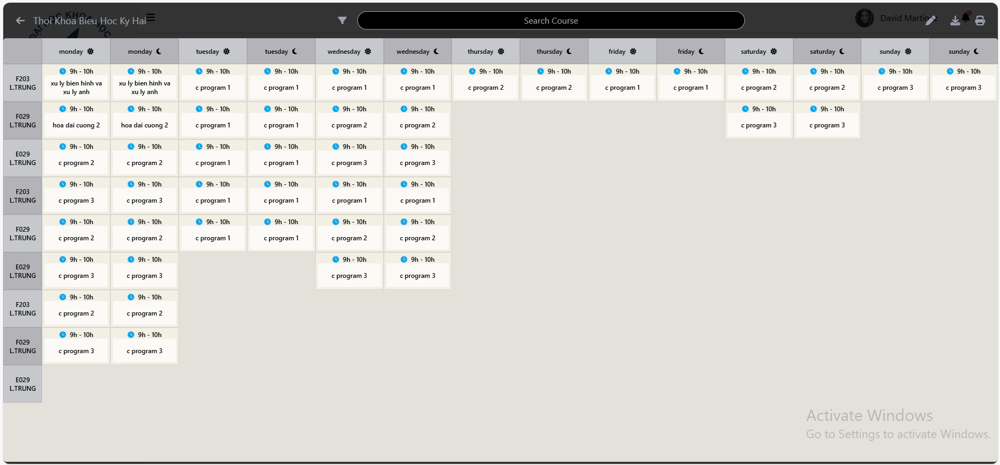 ĐẠI HỌC KHOA HỌC
Thoi Khoa Bieu Hoc Ky Hai
Search Course
David Martinez
monday monday tuesday tuesday wednesday wednesday thursday thursday friday friday saturday saturday sunday sunday
F203 L.TRUNG
9h - 10h 9h - 10h 9h - 10h 9h - 10h 9h - 10h 9h - 10h 9h - 10h 9h - 10h 9h - 10h 9h - 10h 9h - 10h 9h - 10h 9h - 10h 9h - 10h
xu ly bien hinh va xu ly anh xu ly bien hinh va xu ly anh c program 1 c program 1 c program 1 c program 1 c program 2 c program 2 c program 1 c program 1 c program 2 c program 2 c program 3 c program 3
F029 L.TRUNG
9h - 10h 9h - 10h 9h - 10h 9h - 10h 9h - 10h 9h - 10h 9h - 10h 9h - 10h
hoa dai cuong 2 hoa dai cuong 2 c program 1 c program 1 c program 2 c program 2 c program 3 c program 3
E029 L.TRUNG
9h - 10h 9h - 10h 9h - 10h 9h - 10h 9h - 10h 9h - 10h
c program 2 c program 2 c program 1 c program 1 c program 3 c program 3
F203 L.TRUNG
9h - 10h 9h - 10h 9h - 10h 9h - 10h 9h - 10h 9h - 10h
c program 3 c program 3 c program 1 c program 1 c program 1 c program 1
F029 L.TRUNG
9h - 10h 9h - 10h 9h - 10h 9h - 10h 9h - 10h 9h - 10h
c program 2 c program 2 c program 1 c program 1 c program 2 c program 2
E029 L.TRUNG
9h - 10h 9h - 10h 9h - 10h 9h - 10h
c program 3 c program 3 c program 3 c program 3
F203 L.TRUNG
9h - 10h 9h - 10h
c program 2 c program 2
F029 L.TRUNG
9h - 10h 9h - 10h
c program 3 c program 3
E029 L.TRUNG
Activate Windows
Go to Settings to activate Windows.